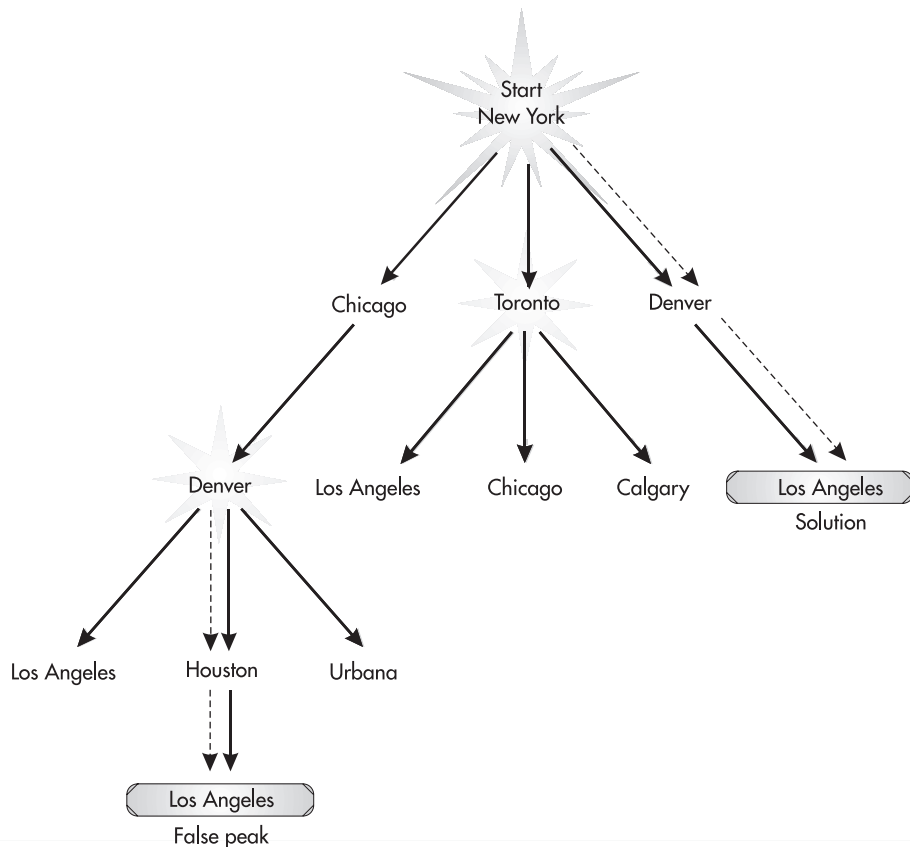 Start
New York
Chicago
Toronto
Denver
Denver
Los Angeles
Chicago
Calgary
Los Angeles
Solution
Los Angeles
Houston
Urbana
Los Angeles
False peak